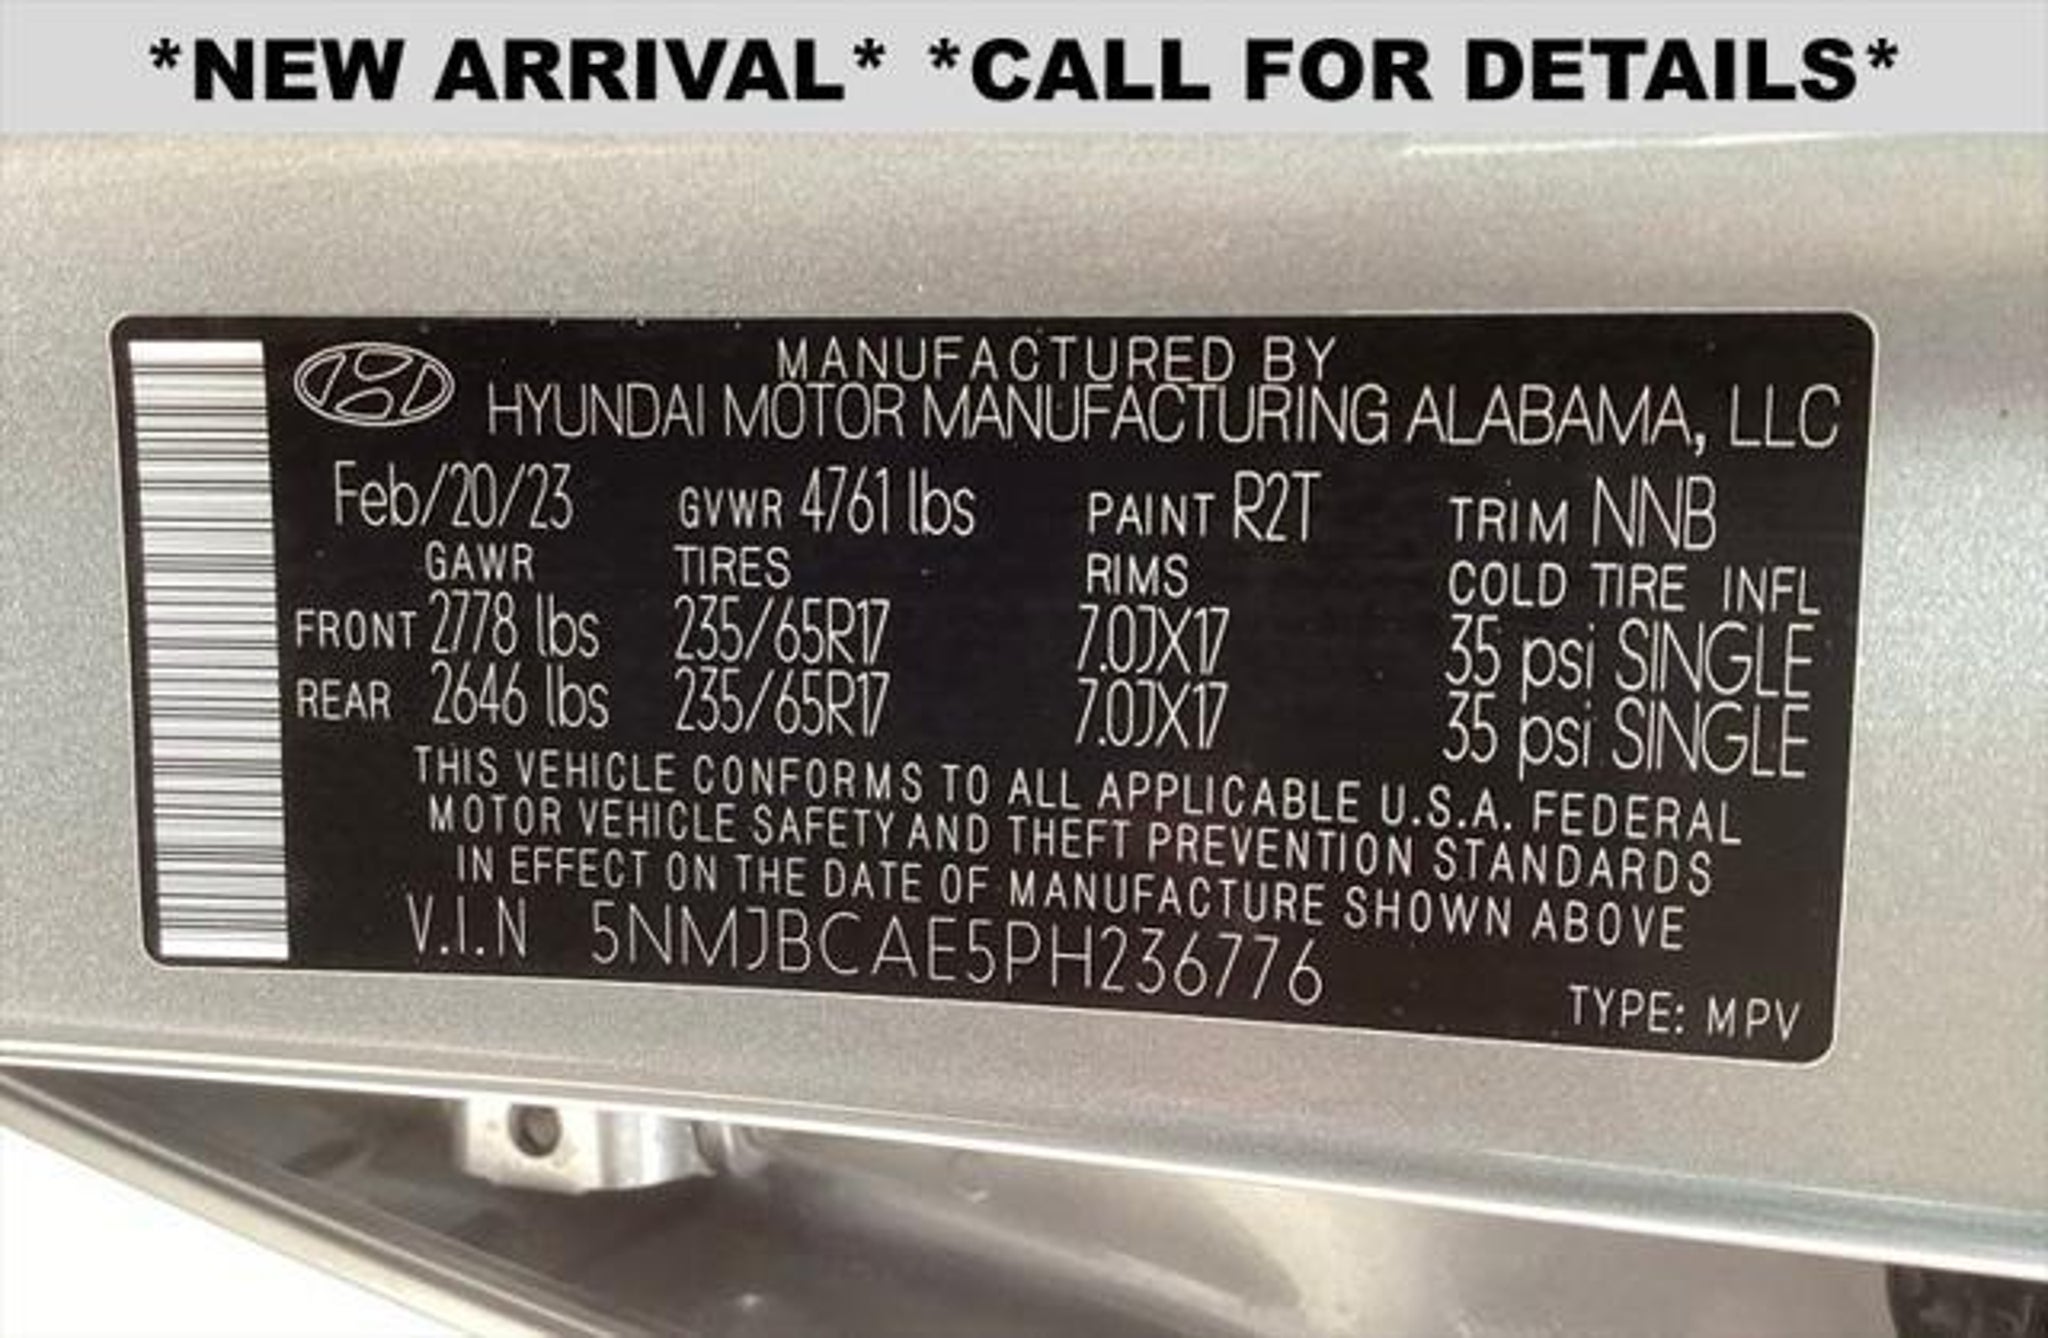 *NEW ARRIVAL* *CALL FOR DETAILS*
MANUFACTURED BY
HYUNDAI MOTOR MANUFACTURING ALABAMA, LLC
Feb/20/23 GVWR 4761 lbs PAINT R2T TRIM NNB
GAWR TIRES RIMS COLD TIRE INFL
FRONT 2778 lbs 235/65R17 7.0JX17 35 psi SINGLE
REAR 2646 lbs 235/65R17 7.0JX17 35 psi SINGLE
THIS VEHICLE CONFORMS TO ALL APPLICABLE U.S.A. FEDERAL
MOTOR VEHICLE SAFETY AND THEFT PREVENTION STANDARDS
IN EFFECT ON THE DATE OF MANUFACTURE SHOWN ABOVE
V.I.N 5NMJBCAE5PH236776
TYPE: MPV